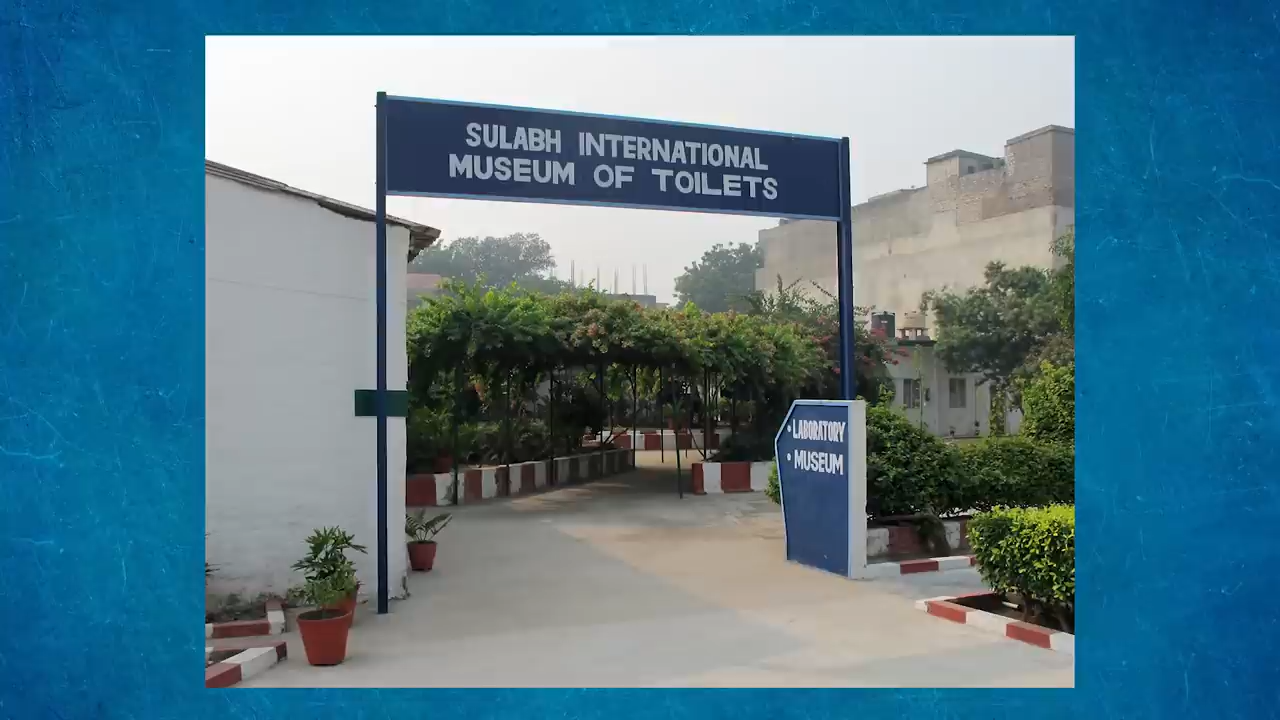 SULABH INTERNATIONAL
MUSEUM OF TOILETS
• LABORATORY
• MUSEUM